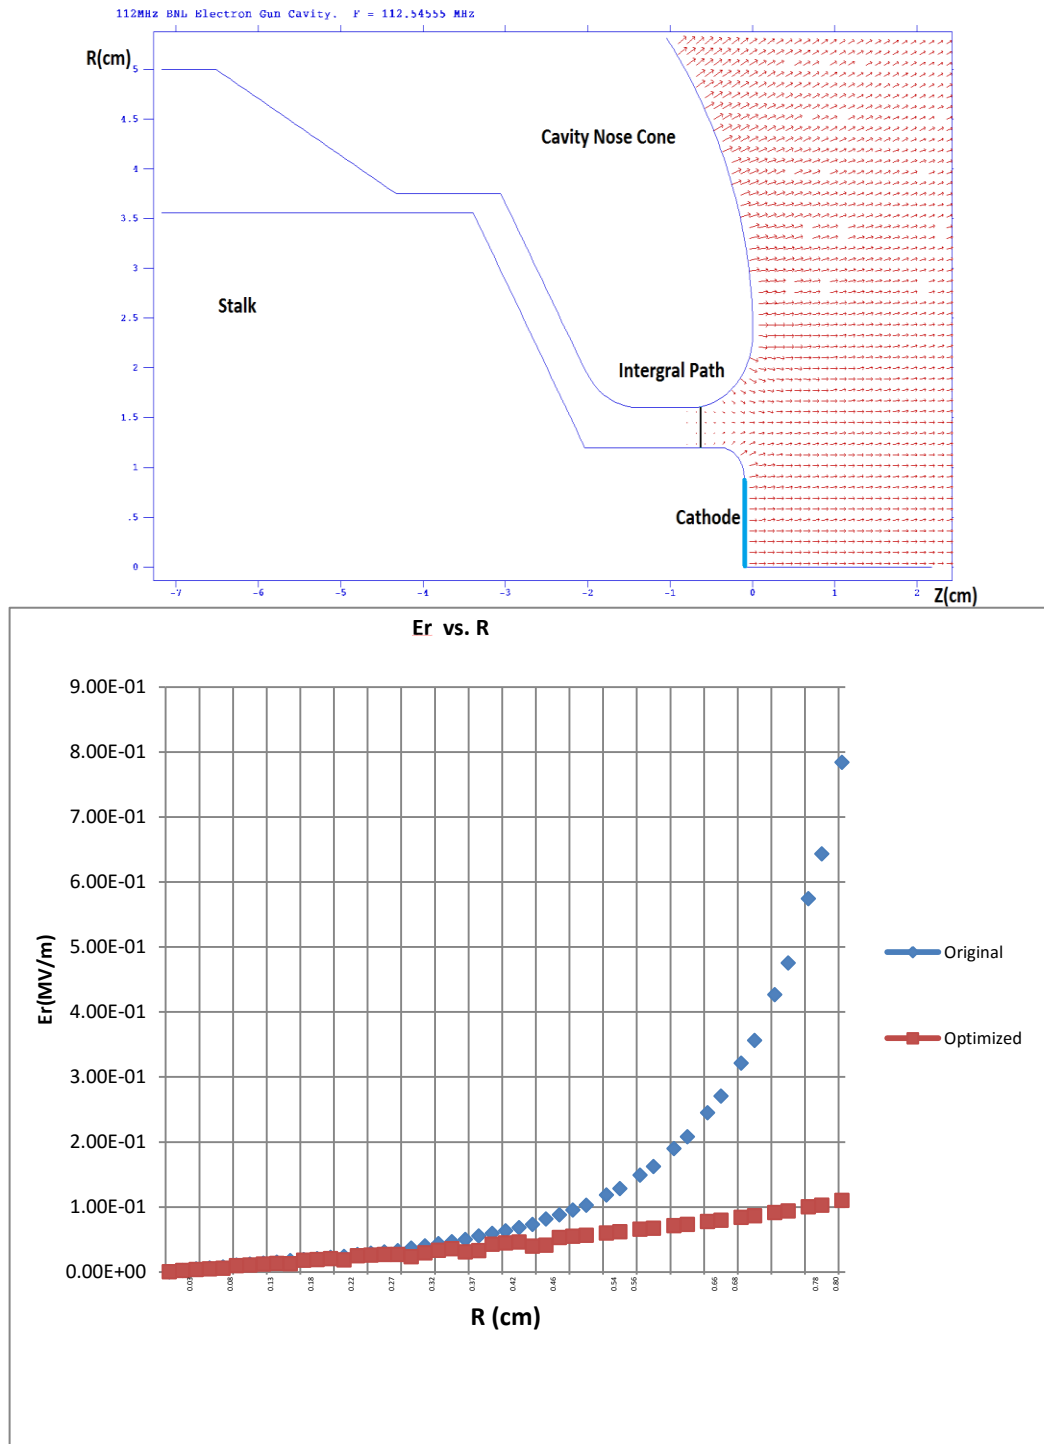 112MHz BNL Electron Gun Cavity. F = 112.54555 MHz
R(cm)
5
4.5
Cavity Nose Cone
4
3.5
3
Stalk
2.5
2
Intergral Path
1.5
1
Cathode
.5
0
-7 -6 -5 -4 -3 -2 -1 0 1 2 Z(cm)
Er vs. R
9.00E-01
8.00E-01
7.00E-01
6.00E-01
5.00E-01
4.00E-01
3.00E-01
2.00E-01
1.00E-01
0.00E+00
Er(MV/m)
Original
Optimized
0.03 0.08 0.13 0.18 0.22 0.27 0.32 0.37 0.42 0.46 0.54 0.56 0.66 0.68 0.78 0.80
R (cm)